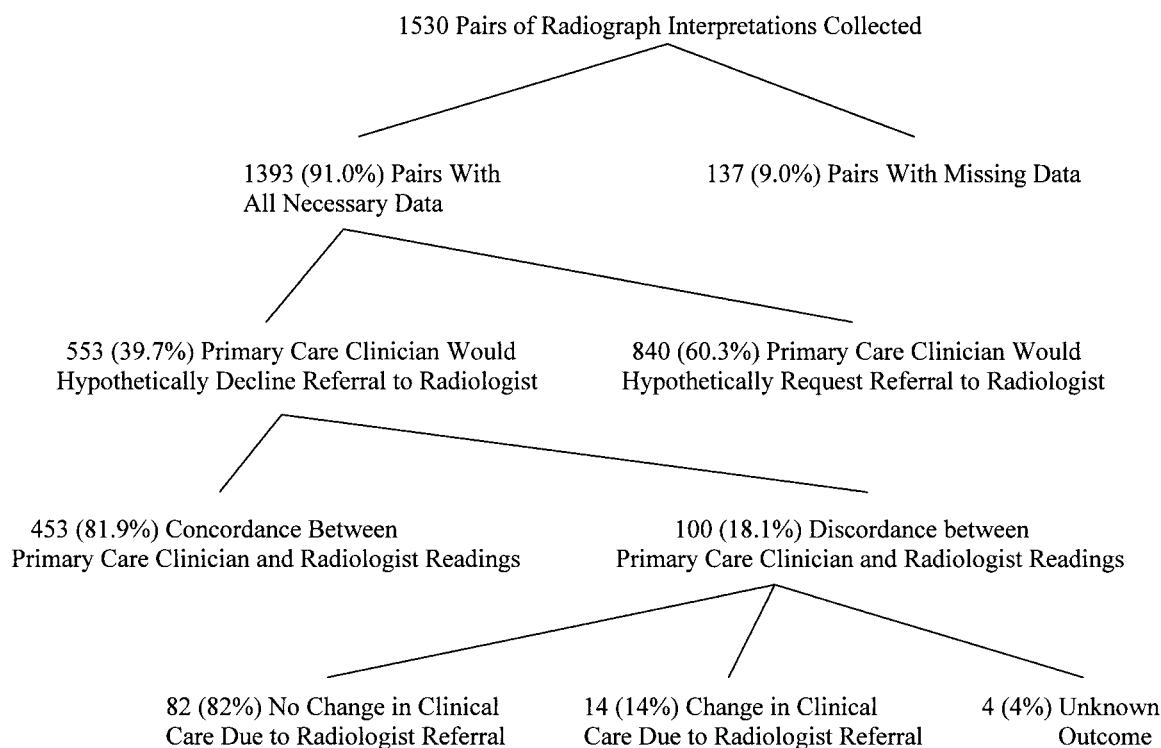 1530 Pairs of Radiograph Interpretations Collected
1393 (91.0%) Pairs With
All Necessary Data
137 (9.0%) Pairs With Missing Data
553 (39.7%) Primary Care Clinician Would
Hypothetically Decline Referral to Radiologist
840 (60.3%) Primary Care Clinician Would
Hypothetically Request Referral to Radiologist
453 (81.9%) Concordance Between
Primary Care Clinician and Radiologist Readings
100 (18.1%) Discordance between
Primary Care Clinician and Radiologist Readings
82 (82%) No Change in Clinical
Care Due to Radiologist Referral
14 (14%) Change in Clinical
Care Due to Radiologist Referral
4 (4%) Unknown
Outcome